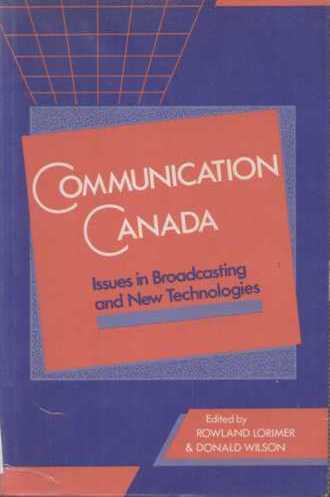 COMMUNICATION
CANADA
Issues in Broadcasting
and New Technologies
Edited by
ROWLAND LORIMER
& DONALD WILSON